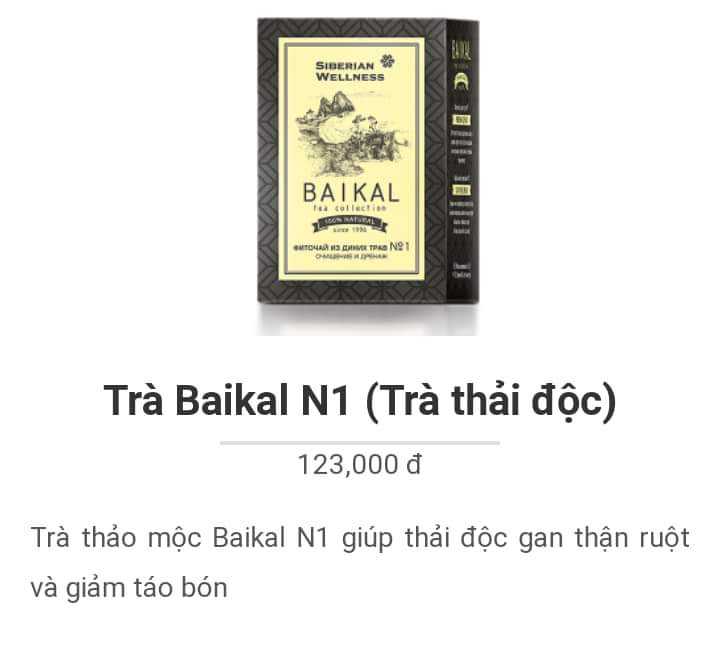 SIBERIAN
WELLNESS
BAIKAL
tea collection
100% NATURAL
since 1996
ФИТОЧАЙ ИЗ ДИКИХ ТРАВ №1
ОЧИЩЕНИЕ И ДРЕНАЖ
BAIKAL
Trà Baikal N1 (Trà thải độc)
123,000 đ
Trà thảo mộc Baikal N1 giúp thải độc gan thận ruột
và giảm táo bón